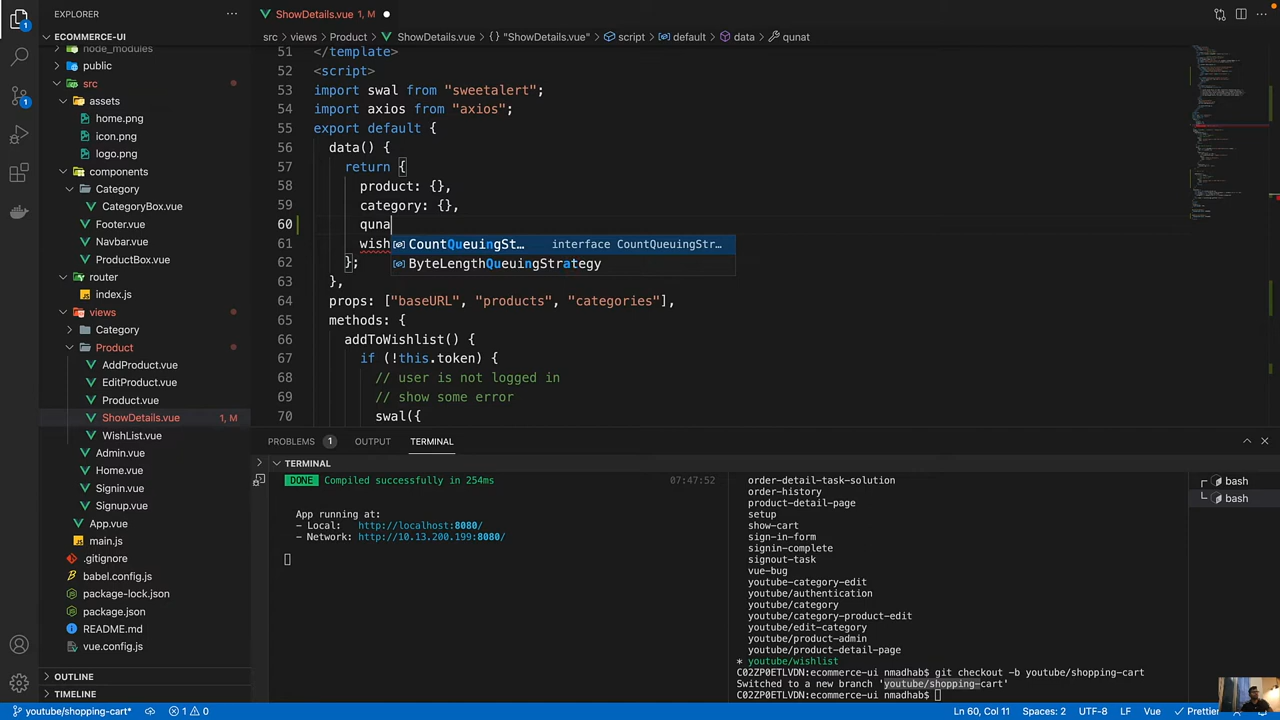 EXPLORER
ShowDetails.vue 1, M
ECOMMERCE-UI
src > views > Product > ShowDetails.vue > {} "ShowDetails.vue" > script > default > data > qunat
node_modules
public
src
assets
home.png
icon.png
logo.png
components
Category
CategoryBox.vue
Footer.vue
Navbar.vue
ProductBox.vue
router
index.js
views
Category
Product
AddProduct.vue
EditProduct.vue
Product.vue
ShowDetails.vue 1, M
WishList.vue
Admin.vue
Home.vue
Signin.vue
Signup.vue
App.vue
main.js
.gitignore
babel.config.js
package-lock.json
package.json
README.md
vue.config.js
OUTLINE
TIMELINE
51 </template>
52 <script>
53 import swal from "sweetalert";
54 import axios from "axios";
55 export default {
56 data() {
57 return {
58 product: {},
59 category: {},
60 quna
CountQueuingSt… interface CountQueuingStr…
61 wish
ByteLengthQueuingStrategy
62 };
63 },
64 props: ["baseURL", "products", "categories"],
65 methods: {
66 addToWishlist() {
67 if (!this.token) {
68 // user is not logged in
69 // show some error
70 swal({
PROBLEMS 1 OUTPUT TERMINAL
TERMINAL
DONE Compiled successfully in 254ms 07:47:52
App running at:
- Local: http://localhost:8080/
- Network: http://10.13.200.199:8080/
order-detail-task-solution
order-history
product-detail-page
setup
show-cart
sign-in-form
signin-complete
signout-task
vue-bug
youtube-category-edit
youtube/authentication
youtube/category
youtube/category-product-edit
youtube/edit-category
youtube/product-admin
youtube/product-detail-page
* youtube/wishlist
C02ZP0ETLVDN:ecommerce-ui nmadhab$ git checkout -b youtube/shopping-cart
Switched to a new branch 'youtube/shopping-cart'
C02ZP0ETLVDN:ecommerce-ui nmadhab$
bash
bash
youtube/shopping-cart* 1 0 Ln 60, Col 11 Spaces: 2 UTF-8 LF Vue Prettier